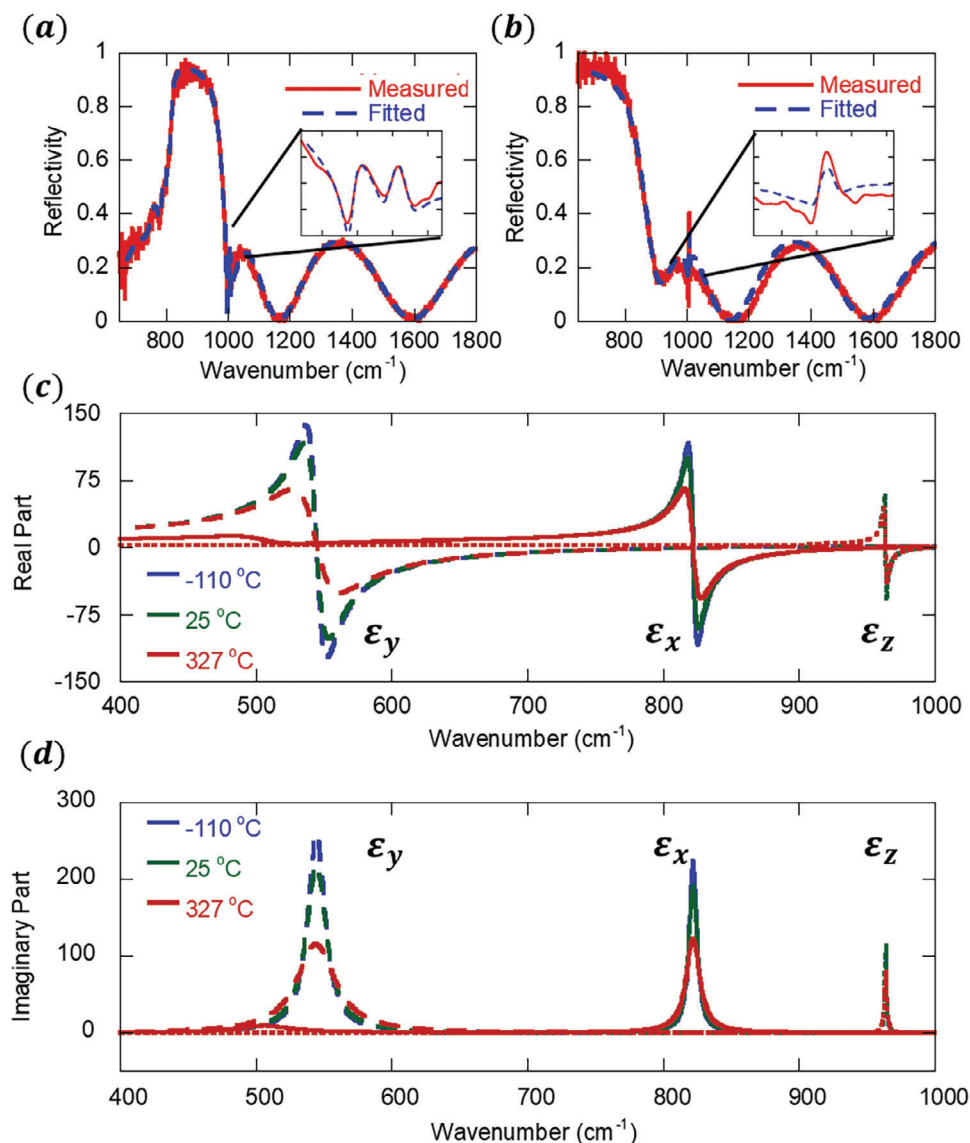 (a)
Reflectivity
1
0.8
0.6
0.4
0.2
0
Measured
Fitted
800 1000 1200 1400 1600 1800
Wavenumber (cm⁻¹)
(b)
Reflectivity
1
0.8
0.6
0.4
0.2
0
Measured
Fitted
800 1000 1200 1400 1600 1800
Wavenumber (cm⁻¹)
(c)
Real Part
150
75
0
-75
-150
-110 °C
25 °C
327 °C
εy εx εz
400 500 600 700 800 900 1000
Wavenumber (cm⁻¹)
(d)
Imaginary Part
300
200
100
0
-110 °C
25 °C
327 °C
εy εx εz
400 500 600 700 800 900 1000
Wavenumber (cm⁻¹)